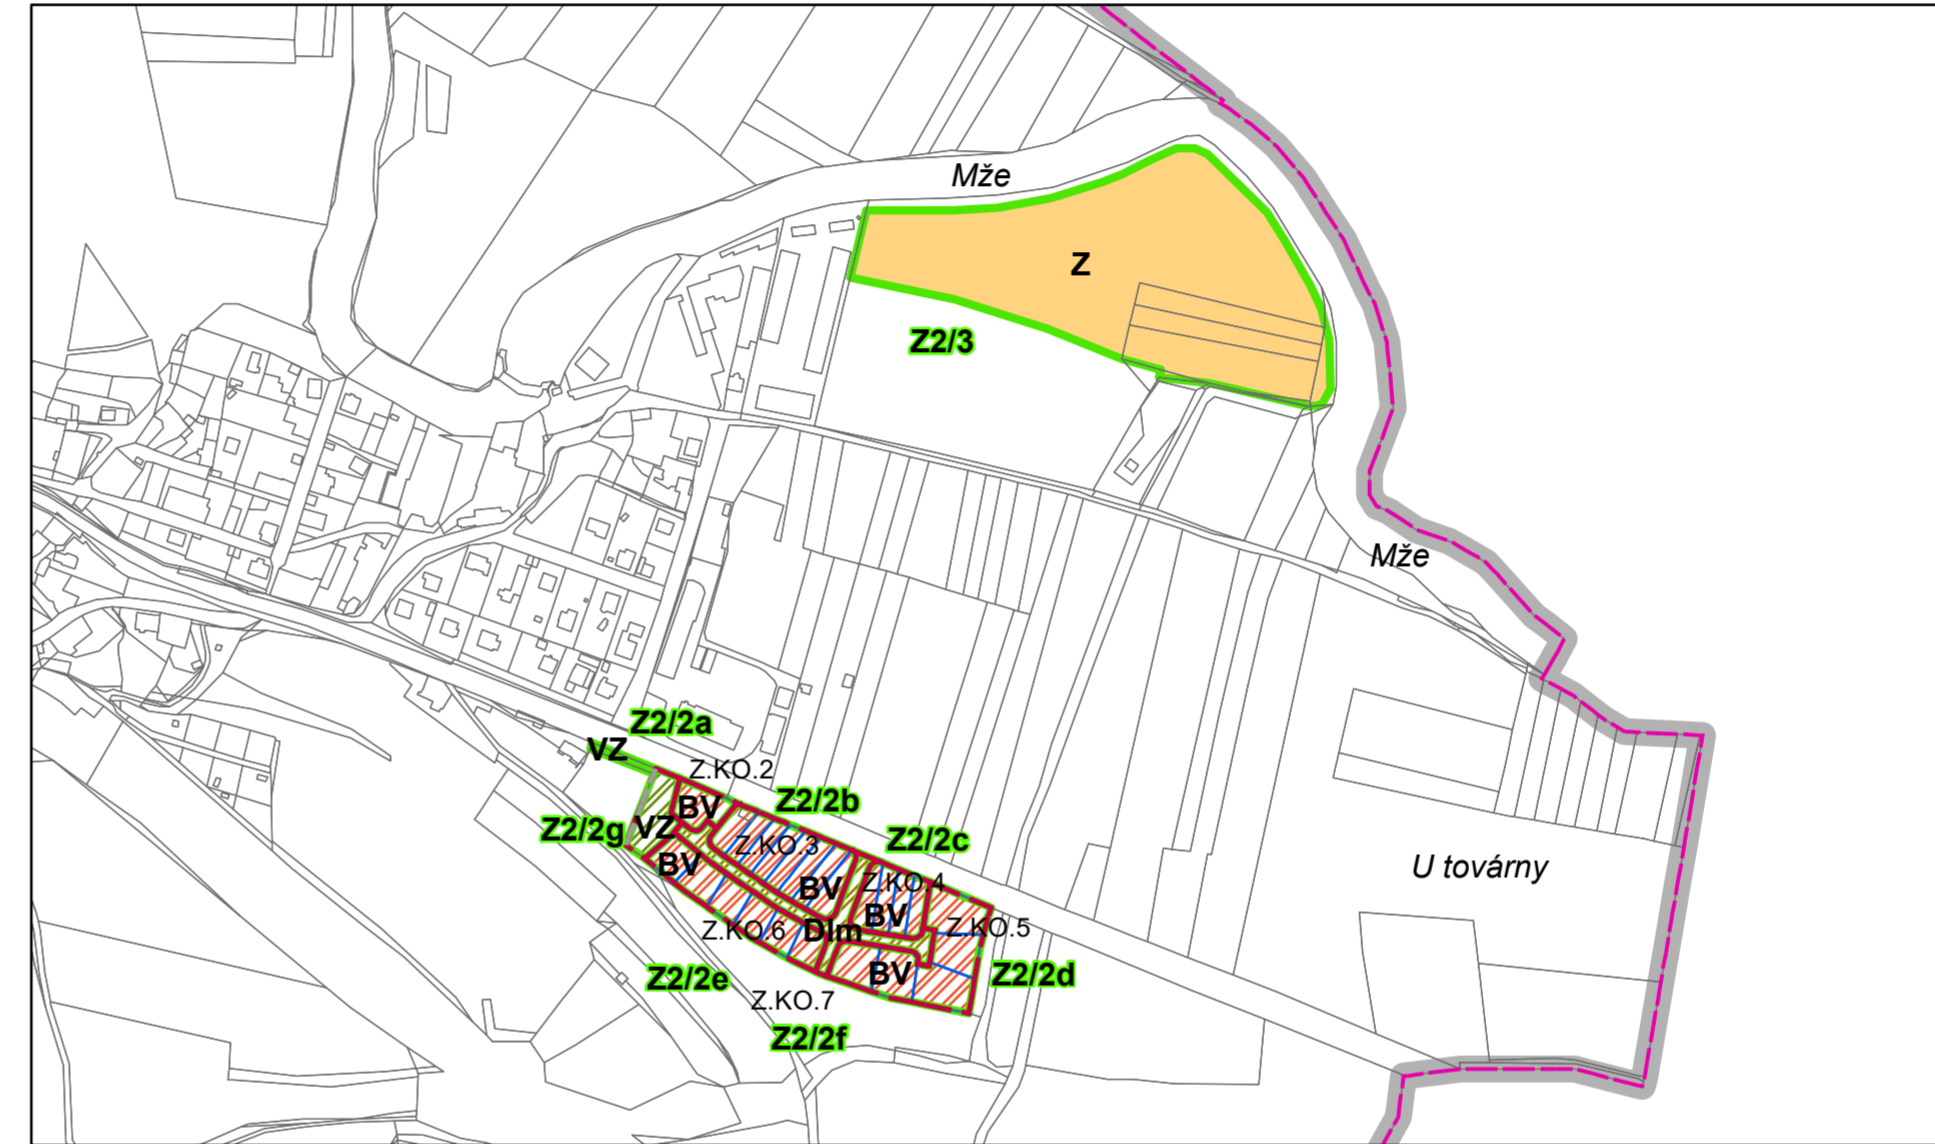 Mže
Z
Z2/3
Mže
Z2/2a
VZ
Z.KO.2
BV
Z2/2b
Z2/2g
VZ
Z.KO.3
Z2/2c
BV
U továrny
BV
Z.KO.4
BV
Z.KO.6
DIm
Z.KO.5
Z2/2e
BV
Z2/2d
Z.KO.7
Z2/2f